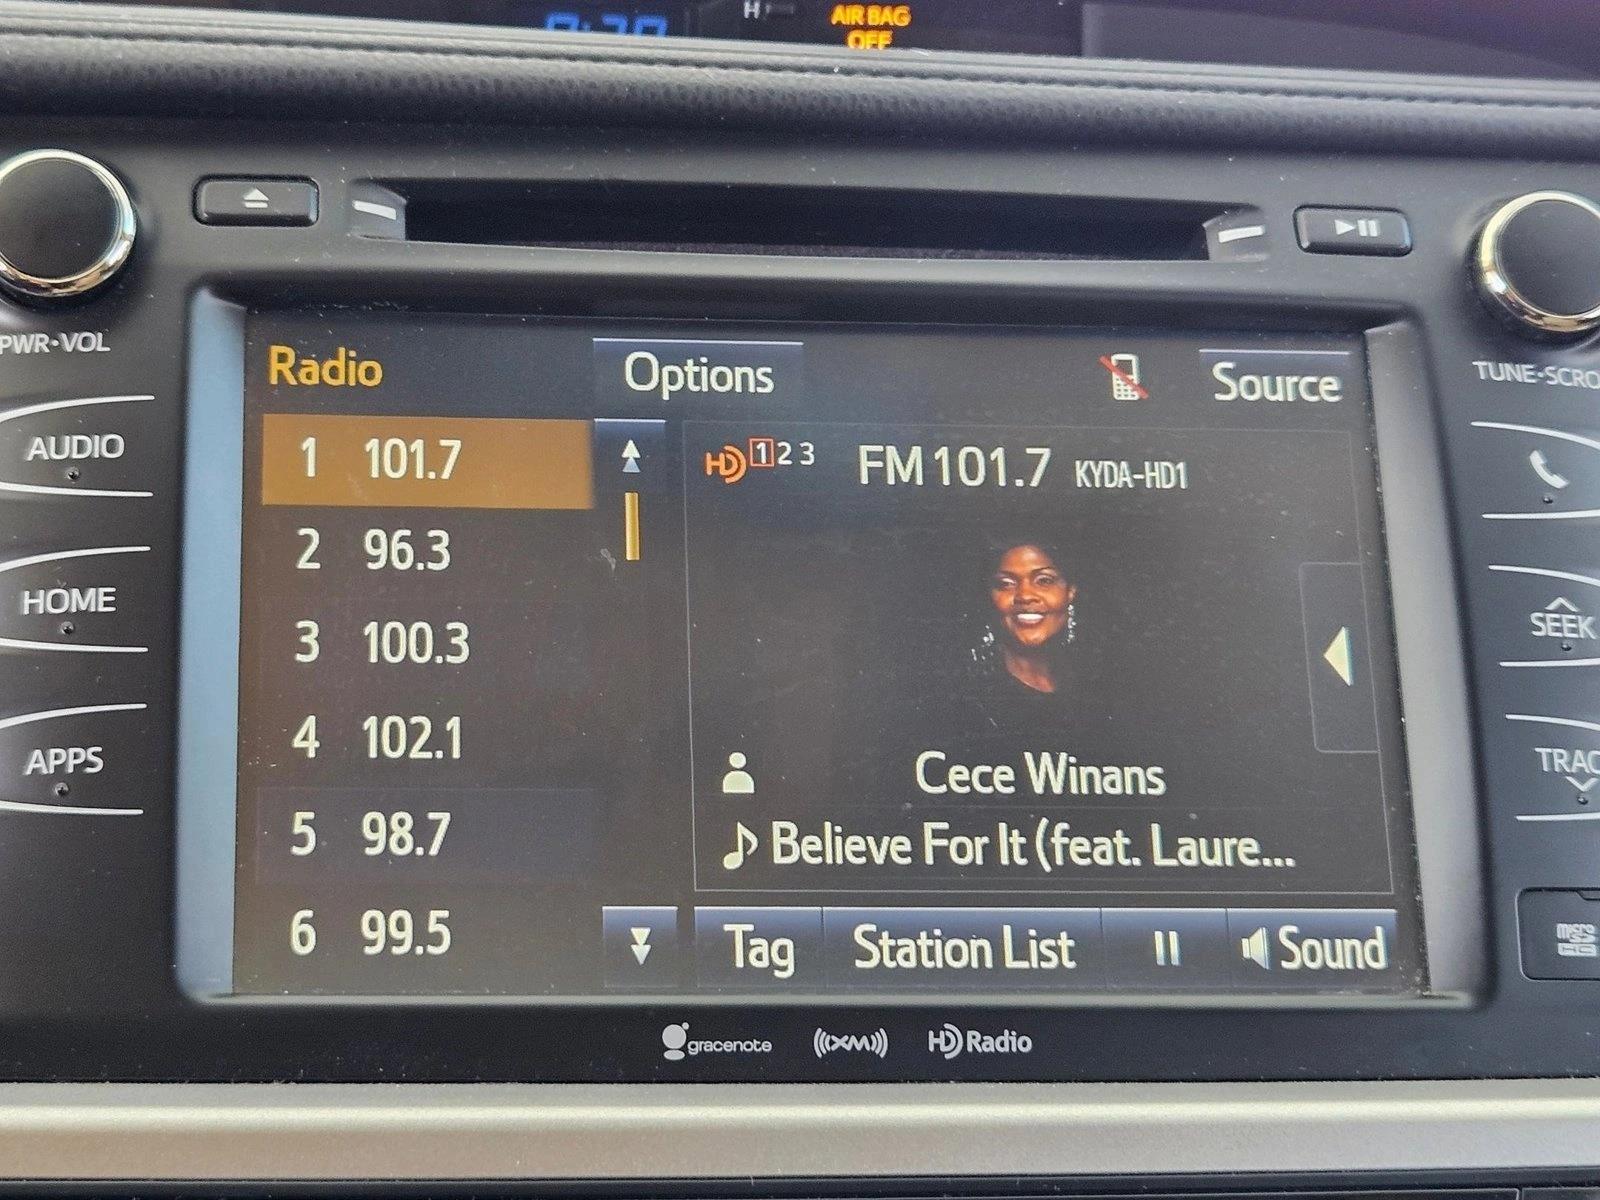 H
AIR BAG
OFF
PWR•VOL
AUDIO
HOME
APPS
Radio
Options
Source
1 101.7
2 96.3
3 100.3
4 102.1
5 98.7
6 99.5
HD 1 2 3 FM 101.7 KYDA-HD1
Cece Winans
Believe For It (feat. Laure...
Tag
Station List
Sound
TUNE•SCRO
SEEK
TRAC
micro
HD
gracenote
((XM))
HD Radio